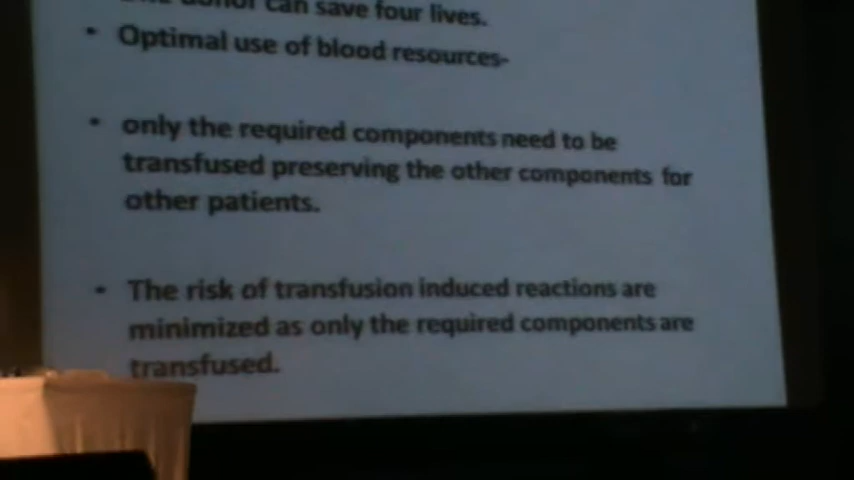 donor can save four lives.
• Optimal use of blood resources-
• only the required components need to be
transfused preserving the other components for
other patients.
• The risk of transfusion induced reactions are
minimized as only the required components are
transfused.